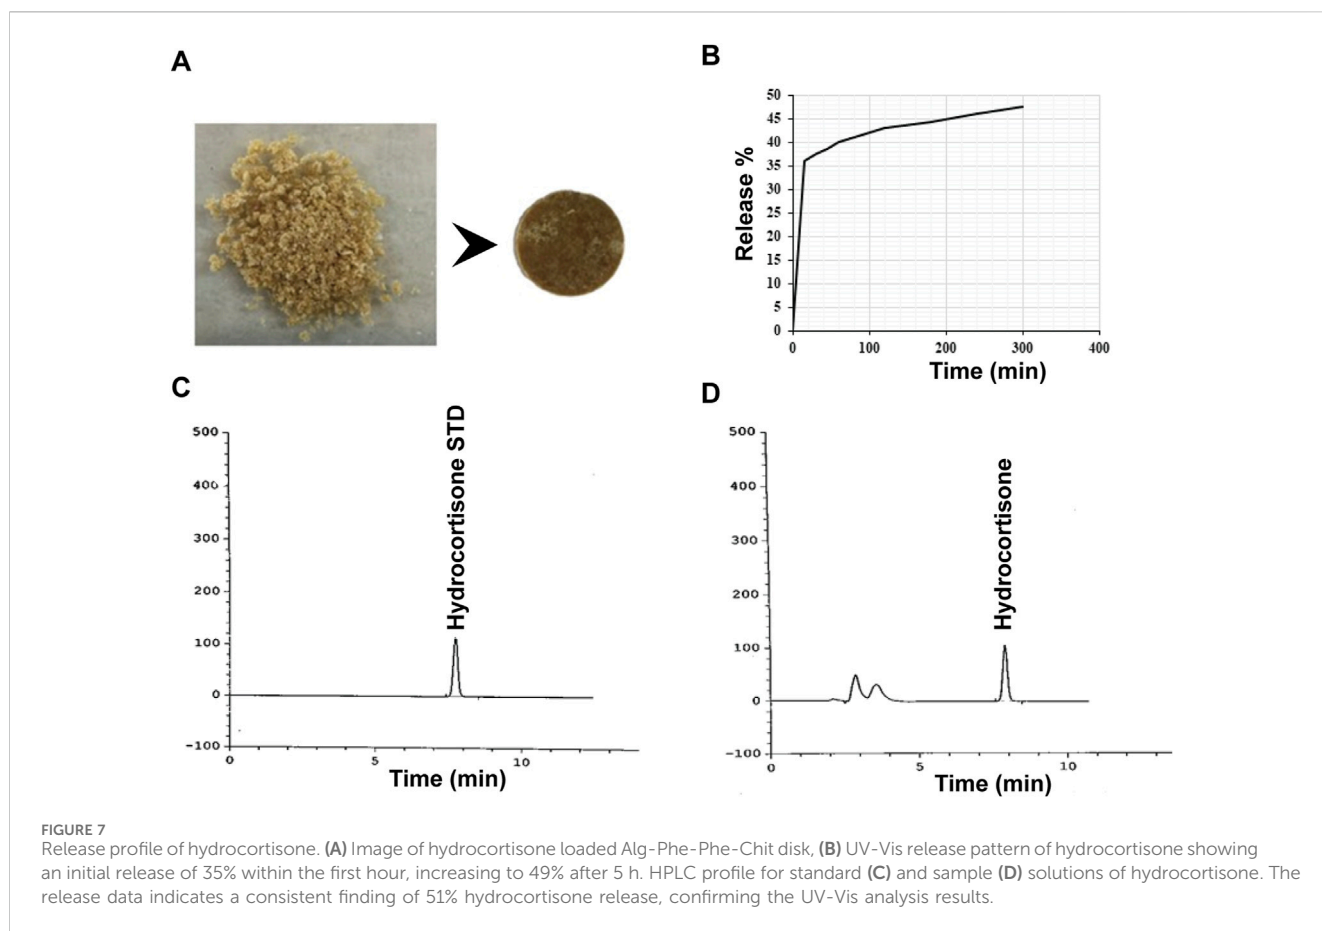 A
B
50
45
40
35
30
25
20
15
10
5
0
Release %
0 100 200 300 400
Time (min)
C
500
400
300
200
100
0
-100
Hydrocortisone STD
0 5 10
Time (min)
D
500
400
300
200
100
0
-100
Hydrocortisone
0 5 10
Time (min)
FIGURE 7
Release profile of hydrocortisone. (A) Image of hydrocortisone loaded Alg-Phe-Phe-Chit disk, (B) UV-Vis release pattern of hydrocortisone showing
an initial release of 35% within the first hour, increasing to 49% after 5 h. HPLC profile for standard (C) and sample (D) solutions of hydrocortisone. The
release data indicates a consistent finding of 51% hydrocortisone release, confirming the UV-Vis analysis results.